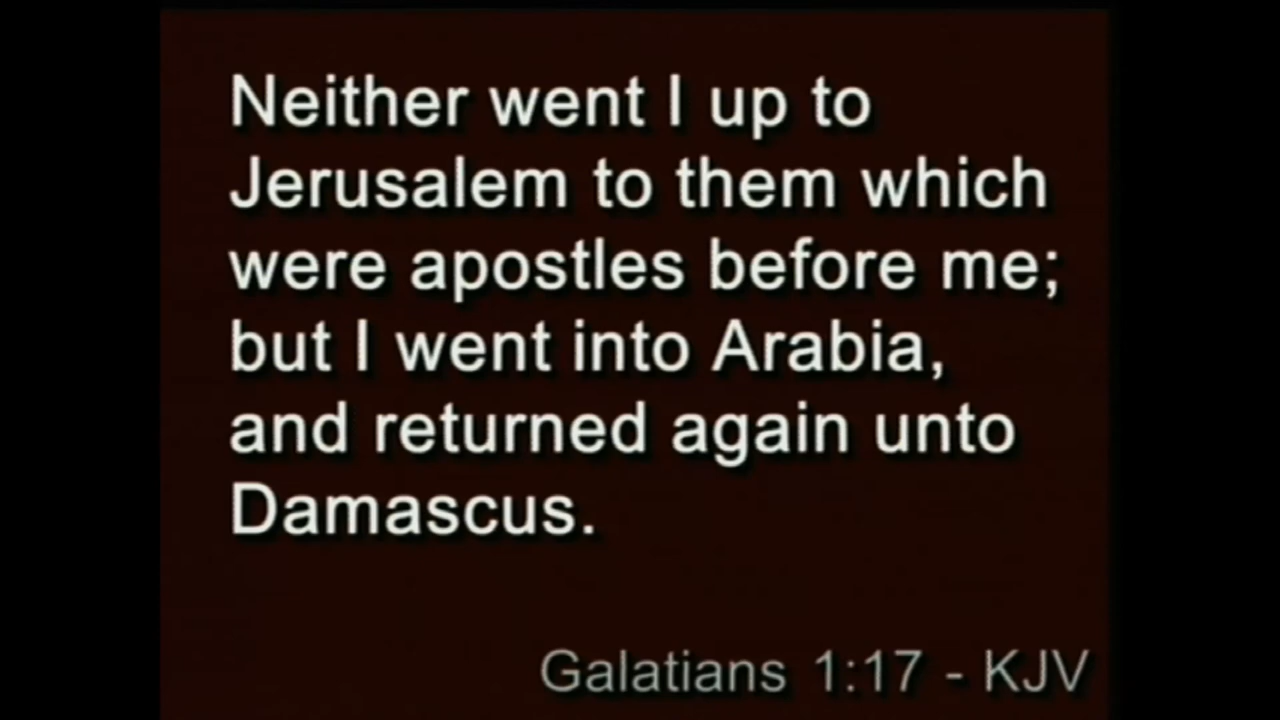 Neither went I up to
Jerusalem to them which
were apostles before me;
but I went into Arabia,
and returned again unto
Damascus.
Galatians 1:17 - KJV